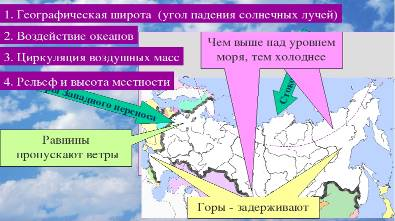 1. Географическая широта (угол падения солнечных лучей)
2. Воздействие океанов
3. Циркуляция воздушных масс
4. Рельеф и высота местности
Чем выше над уровнем
моря, тем холоднее
Западного переноса
Равнины
пропускают ветры
Горы - задерживают